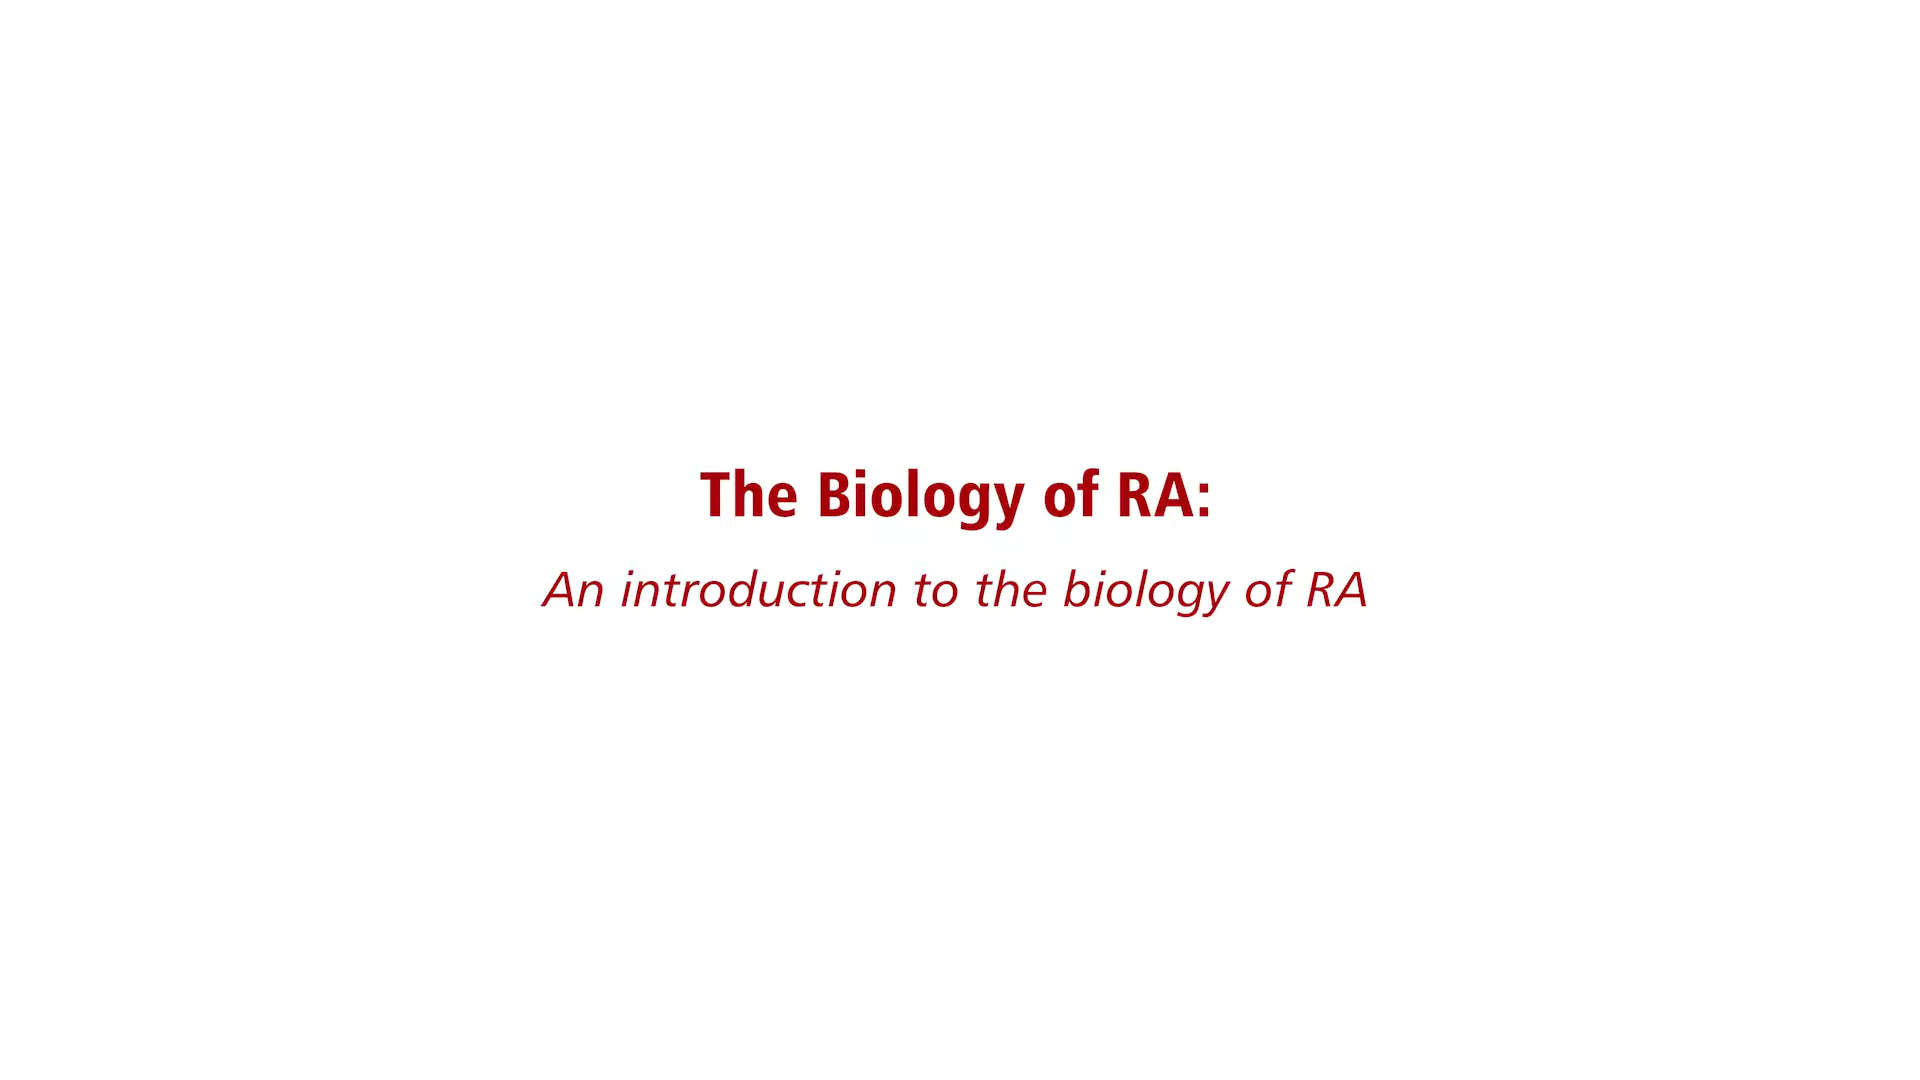 The Biology of RA:
An introduction to the biology of RA